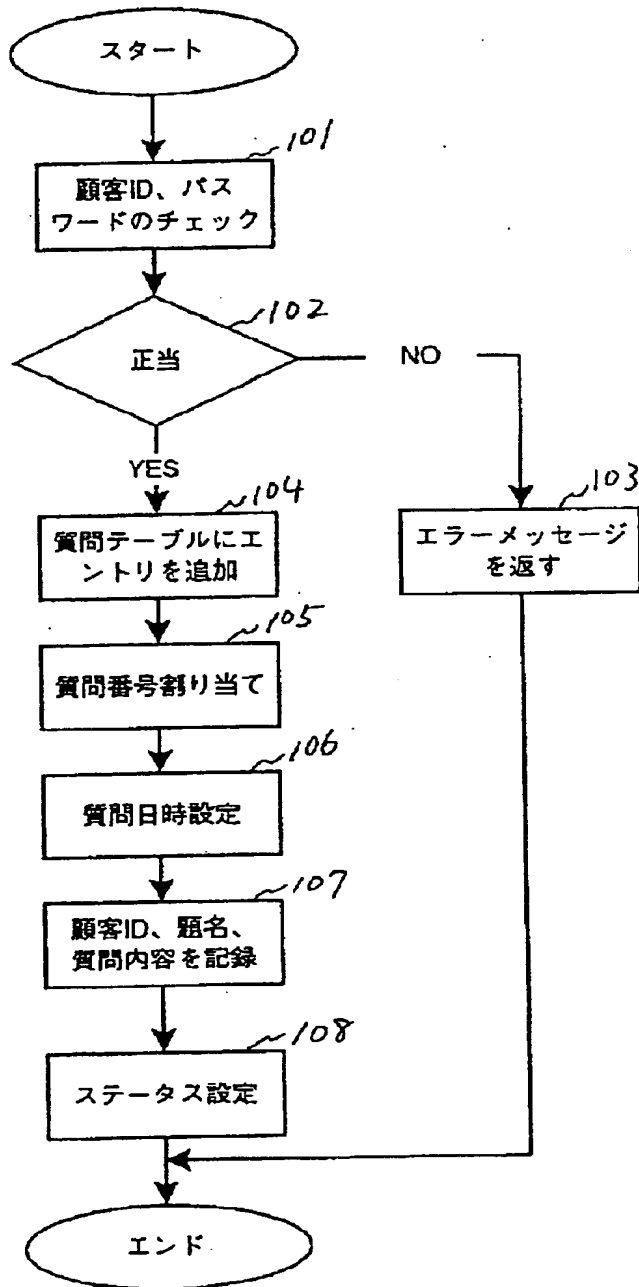 スタート
101
顧客ID、パス
ワードのチェック
102
正当
NO
YES
104
質問テーブルにエ
ントリを追加
103
エラーメッセージ
を返す
105
質問番号割り当て
106
質問日時設定
107
顧客ID、題名、
質問内容を記録
108
ステータス設定
エンド